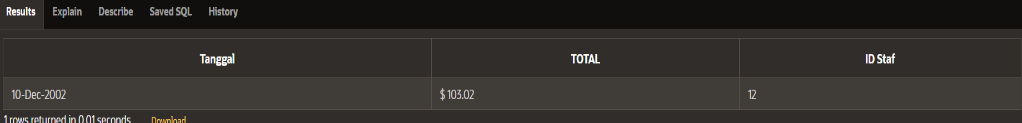 Results Explain Describe Saved SQL History
Tanggal TOTAL ID Staf
10-Dec-2002 $ 103.02 12
1 rows returned in 0.01 seconds Download